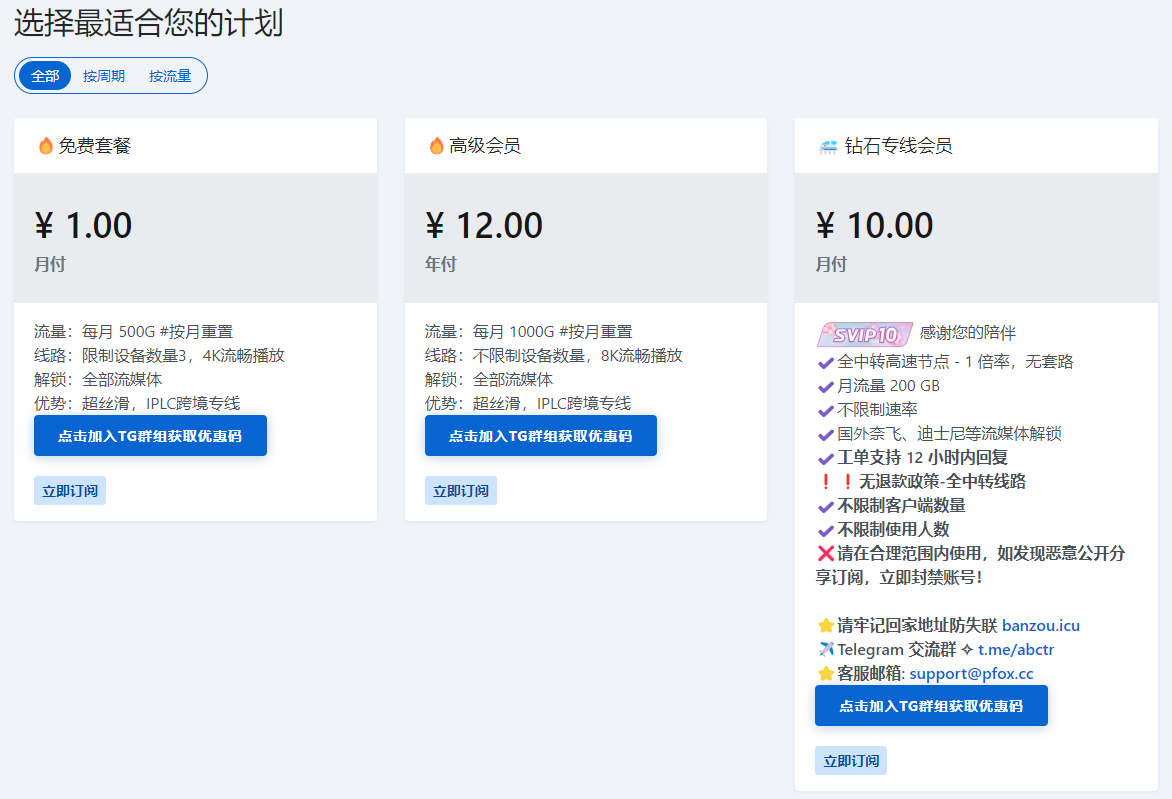 选择最适合您的计划
全部 按周期 按流量
免费套餐
¥ 1.00
月付
流量：每月 500G #按月重置
线路：限制设备数量3，4K流畅播放
解锁：全部流媒体
优势：超丝滑，IPLC跨境专线
点击加入TG群组获取优惠码
立即订阅
高级会员
¥ 12.00
年付
流量：每月 1000G #按月重置
线路：不限制设备数量，8K流畅播放
解锁：全部流媒体
优势：超丝滑，IPLC跨境专线
点击加入TG群组获取优惠码
立即订阅
钻石专线会员
¥ 10.00
月付
SVIP10 感谢您的陪伴
全中转高速节点 - 1 倍率，无套路
月流量 200 GB
不限制速率
国外奈飞、迪士尼等流媒体解锁
工单支持 12 小时内回复
❗❗无退款政策-全中转线路
不限制客户端数量
不限制使用人数
❌请在合理范围内使用，如发现恶意公开分
享订阅，立即封禁账号！
请牢记回家地址防失联 banzou.icu
Telegram 交流群 ✧ t.me/abctr
客服邮箱: support@pfox.cc
点击加入TG群组获取优惠码
立即订阅